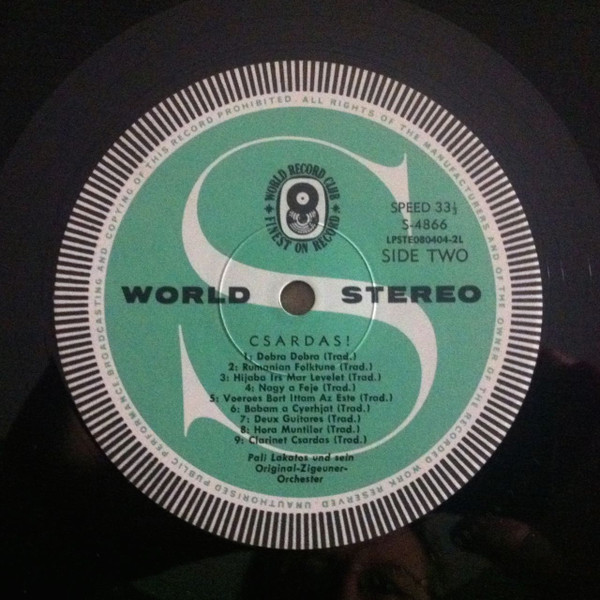 UNAUTHORISED PUBLIC PERFORMANCE BROADCASTING AND COPYING OF THIS RECORD PROHIBITED. ALL RIGHTS OF THE MANUFACTURERS AND OF THE OWNER OF THE RECORDED WORK RESERVED
WORLD RECORD CLUB
FINEST ON RECORD
SPEED 33⅓
S-4866
LPSTE080404-2L
SIDE TWO
WORLD STEREO
CSARDAS!
1: Dobra Dobra (Trad.)
2: Rumanian Folktune (Trad.)
3: Hijaba Irs Mar Levelet (Trad.)
4: Nagy a Feje (Trad.)
5: Voeroes Bort Ittam Az Este (Trad.)
6: Babam a Cyerhjat (Trad.)
7: Deux Guitares (Trad.)
8: Hora Muntilor (Trad.)
9: Clarinet Csardas (Trad.)
Pali Lakatos und sein
Original-Zigeuner-
Orchester